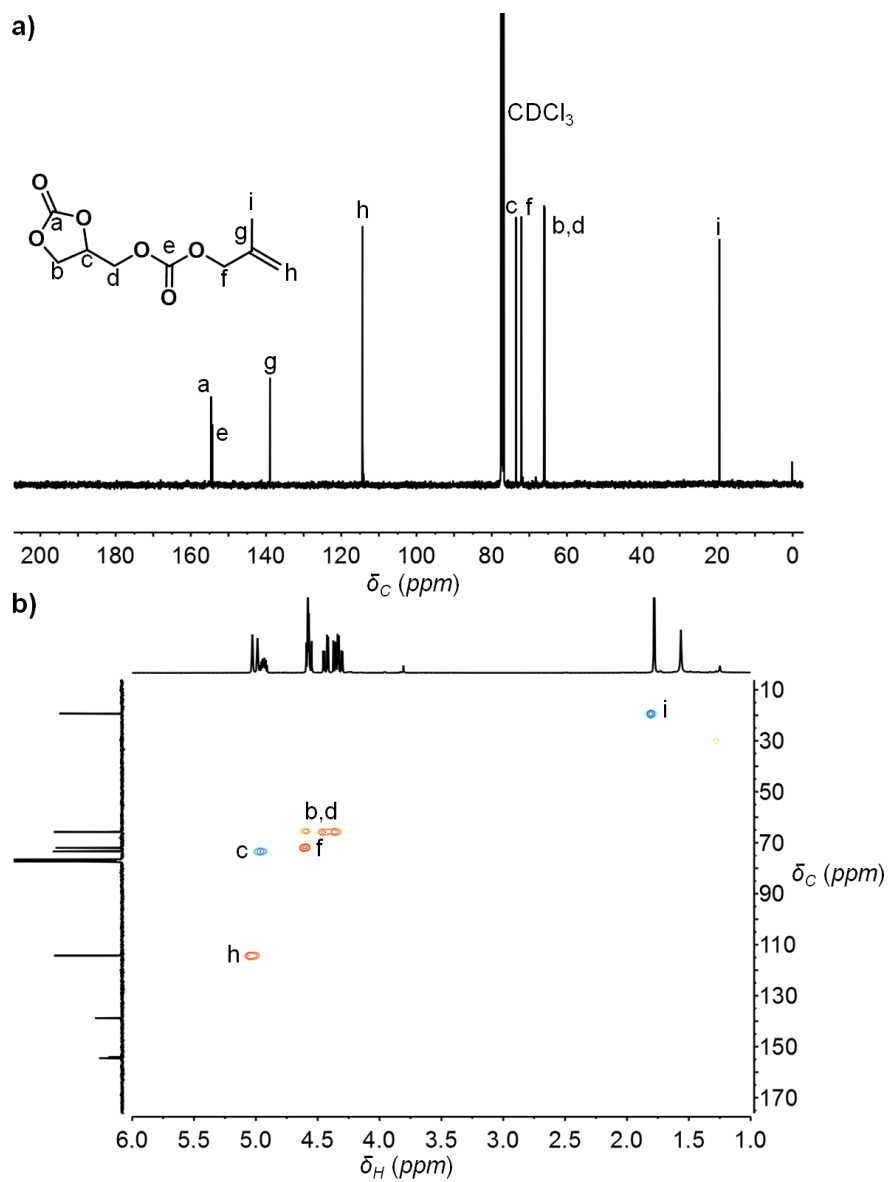 a)
CDCl3
O
O
O
O
O
O
a
b
c
d
e
f
g
h
i
a
e
g
h
c
f
b,d
i
200 180 160 140 120 100 80 60 40 20 0
δC (ppm)
b)
i
b,d
c
f
h
10
30
50
70
90
110
130
150
170
δC (ppm)
6.0 5.5 5.0 4.5 4.0 3.5 3.0 2.5 2.0 1.5 1.0
δH (ppm)